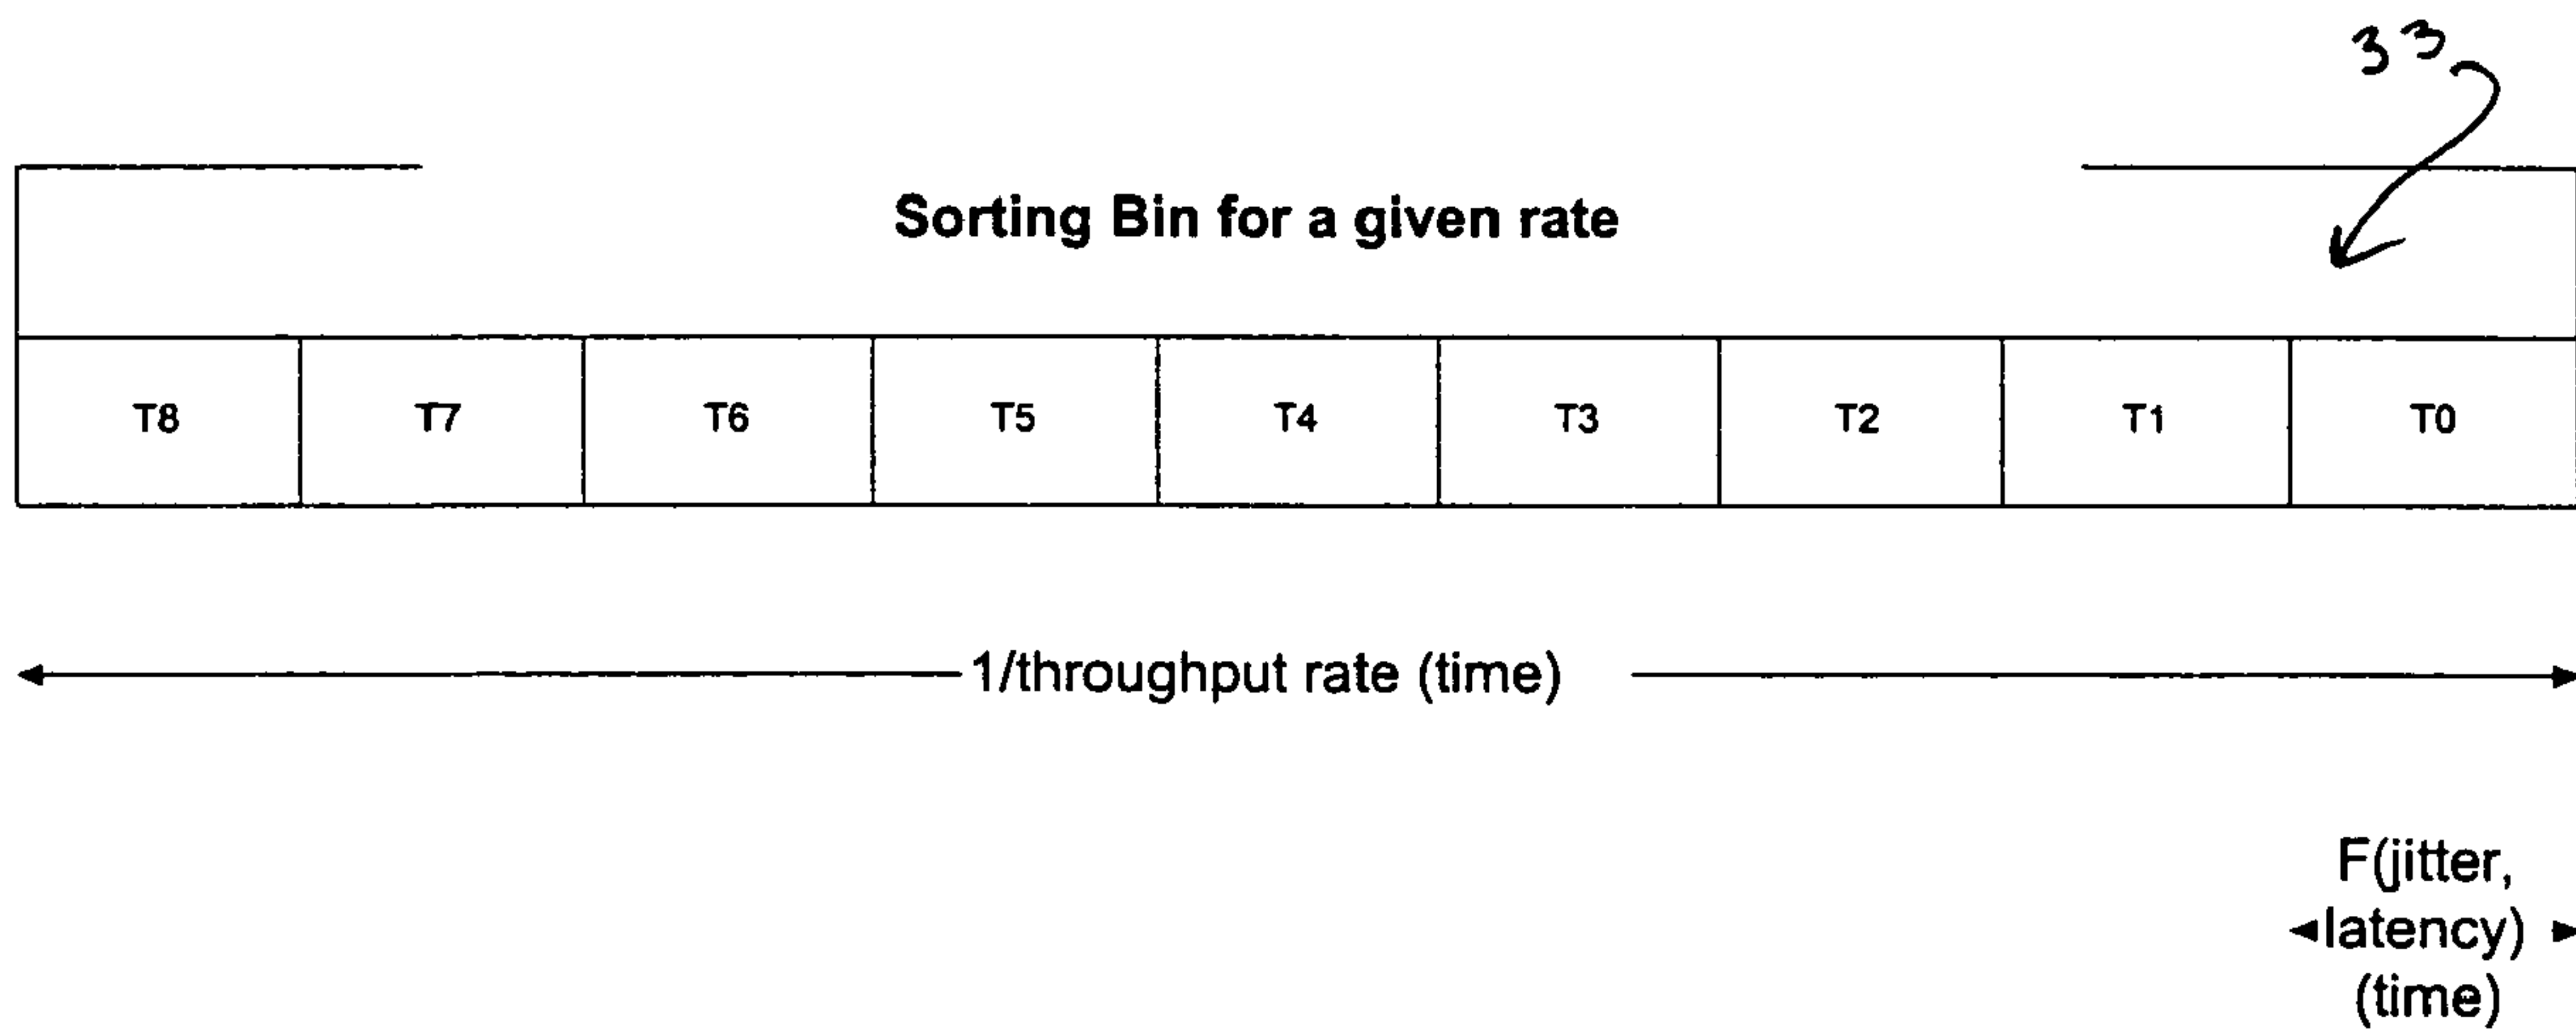 33
Sorting Bin for a given rate
T8 T7 T6 T5 T4 T3 T2 T1 T0
1/throughput rate (time)
F(jitter,
latency)
(time)